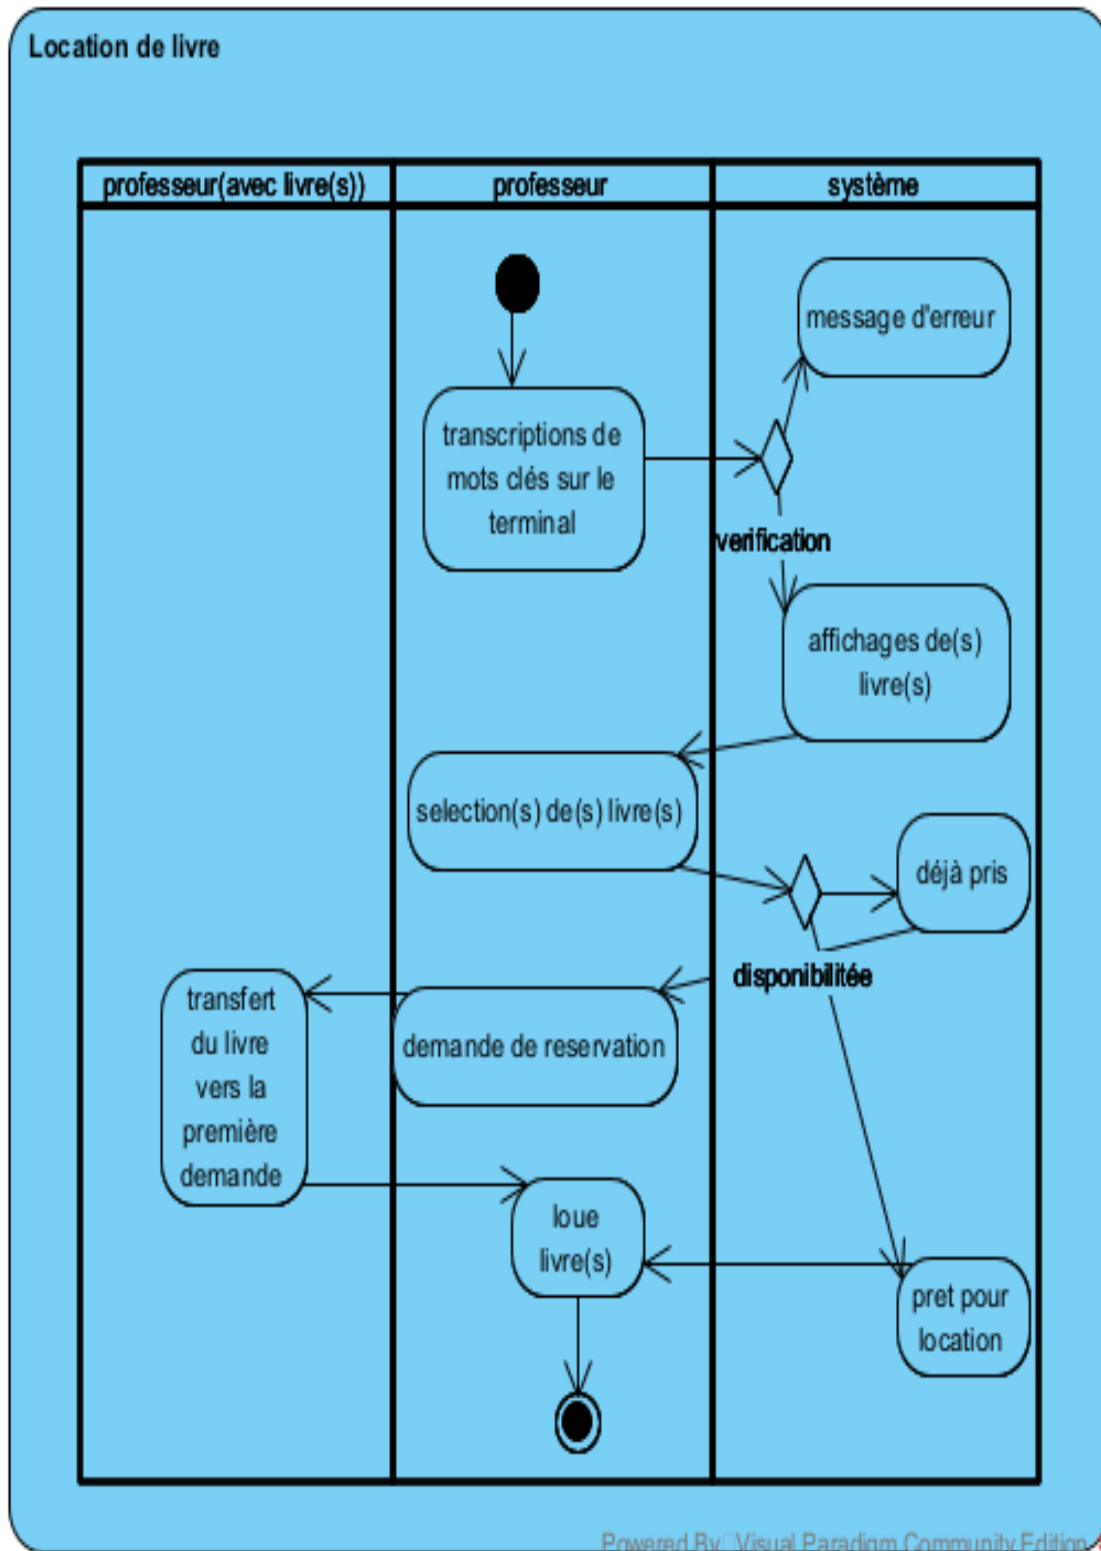 Location de livre
professeur(avec livre(s))
professeur
système
message d'erreur
transcriptions de
mots clés sur le
terminal
verification
affichages de(s)
livre(s)
selection(s) de(s) livre(s)
déjà pris
disponibilitée
transfert
du livre
vers la
première
demande
demande de reservation
loue
livre(s)
pret pour
location
Powered By Visual Paradigm Community Edition